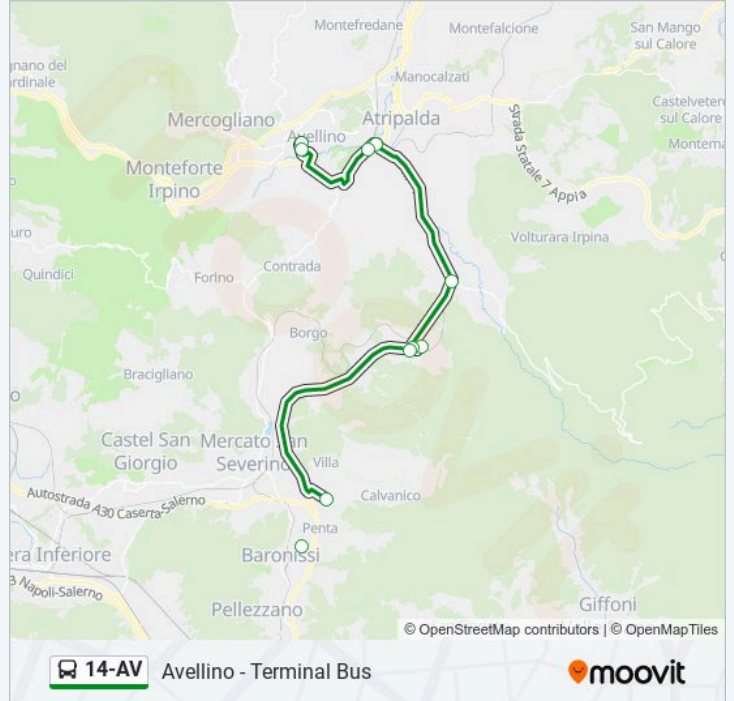 Montefredane
Montefalcione
San Mango
sul Calore
gnano del
ardinale
Manocalzati
Castelveter
sul Calore
Mercogliano
Atripalda
Avellino
Montema
Monteforte
Irpino
Strada Statale 7 Appia
uro
Volturara Irpina
Quindici
Contrada
Forino
Borgo
Bracigliano
O
Castel San
Giorgio
Mercato San
Severino
Villa
Calvanico
Autostrada A30 Caserta-Salerno
Penta
era Inferiore
Baronissi
3 Napoli-Salerno
Pellezzano
Giffoni
© OpenStreetMap contributors | © OpenMapTiles
14-AV
Avellino - Terminal Bus
moovit